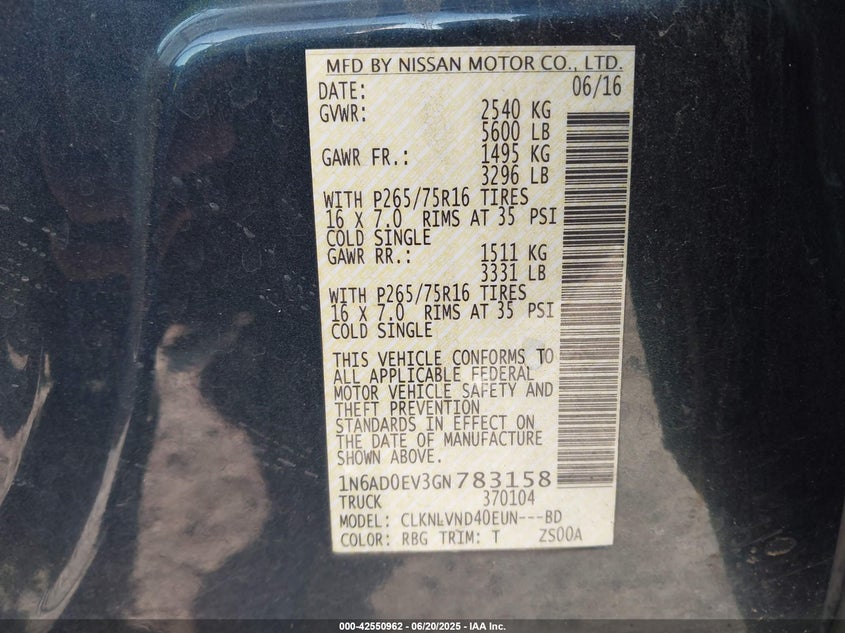 MFD BY NISSAN MOTOR CO., LTD.
DATE: 06/16
GVWR: 2540 KG
5600 LB
GAWR FR.: 1495 KG
3296 LB
WITH P265/75R16 TIRES
16 X 7.0 RIMS AT 35 PSI
COLD SINGLE
GAWR RR.: 1511 KG
3331 LB
WITH P265/75R16 TIRES
16 X 7.0 RIMS AT 35 PSI
COLD SINGLE
THIS VEHICLE CONFORMS TO
ALL APPLICABLE FEDERAL
MOTOR VEHICLE SAFETY AND
THEFT PREVENTION
STANDARDS IN EFFECT ON
THE DATE OF MANUFACTURE
SHOWN ABOVE.
1N6AD0EV3GN783158
TRUCK 370104
MODEL: CLKNLVND40EUN---BD
COLOR: RBG TRIM: T ZS00A
000-42550962 - 06/20/2025 - IAA Inc.